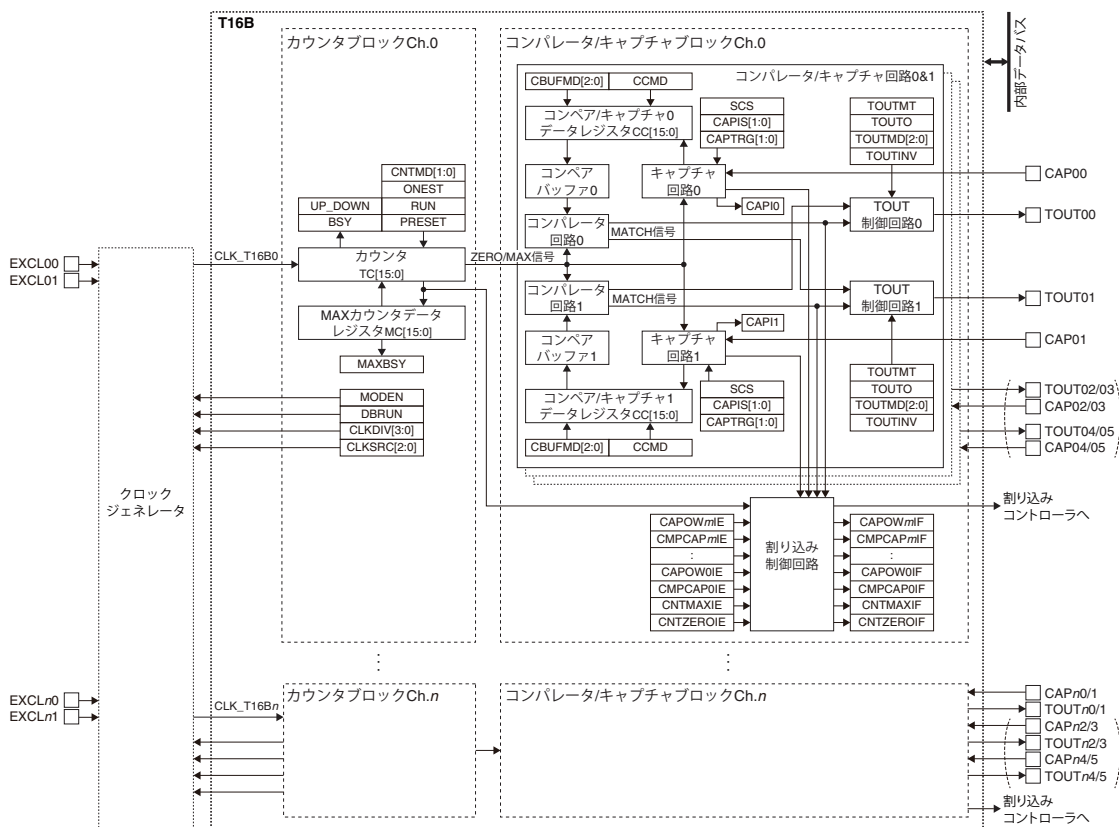 T16B
カウンタブロックCh.0
コンパレータ/キャプチャブロックCh.0
内部データバス
コンパレータ/キャプチャ回路0&1
CBUFMD[2:0]
CCMD
コンペア/キャプチャ0
データレジスタCC[15:0]
SCS
CAPIS[1:0]
CAPTRG[1:0]
TOUTMT
TOUTO
TOUTMD[2:0]
TOUTINV
コンペア
バッファ0
キャプチャ
回路0
CAPI0
CAP00
CNTMD[1:0]
ONEST
UP_DOWN
RUN
BSY
PRESET
コンパレータ
回路0
MATCH信号
TOUT
制御回路0
TOUT00
EXCL00
EXCL01
CLK_T16B0
カウンタ
TC[15:0]
ZERO/MAX信号
コンパレータ
回路1
MATCH信号
TOUT
制御回路1
TOUT01
MAXカウンタデータ
レジスタMC[15:0]
MAXBSY
コンペア
バッファ1
キャプチャ
回路1
CAPI1
CAP01
コンペア/キャプチャ1
データレジスタCC[15:0]
SCS
CAPIS[1:0]
CAPTRG[1:0]
TOUTMT
TOUTO
TOUTMD[2:0]
TOUTINV
CBUFMD[2:0]
CCMD
MODEN
DBRUN
CLKDIV[3:0]
CLKSRC[2:0]
TOUT02/03
CAP02/03
TOUT04/05
CAP04/05
クロック
ジェネレータ
割り込み
コントローラへ
CAPOWmIE
CMPCAPmIE
:
CAPOW0IE
CMPCAP0IE
CNTMAXIE
CNTZEROIE
割り込み
制御回路
CAPOWmIF
CMPCAPmIF
:
CAPOW0IF
CMPCAP0IF
CNTMAXIF
CNTZEROIF
⋮
⋮
EXCLn0
EXCLn1
CLK_T16Bn
カウンタブロックCh.n
コンパレータ/キャプチャブロックCh.n
CAPn0/1
TOUTn0/1
CAPn2/3
TOUTn2/3
CAPn4/5
TOUTn4/5
割り込み
コントローラへ